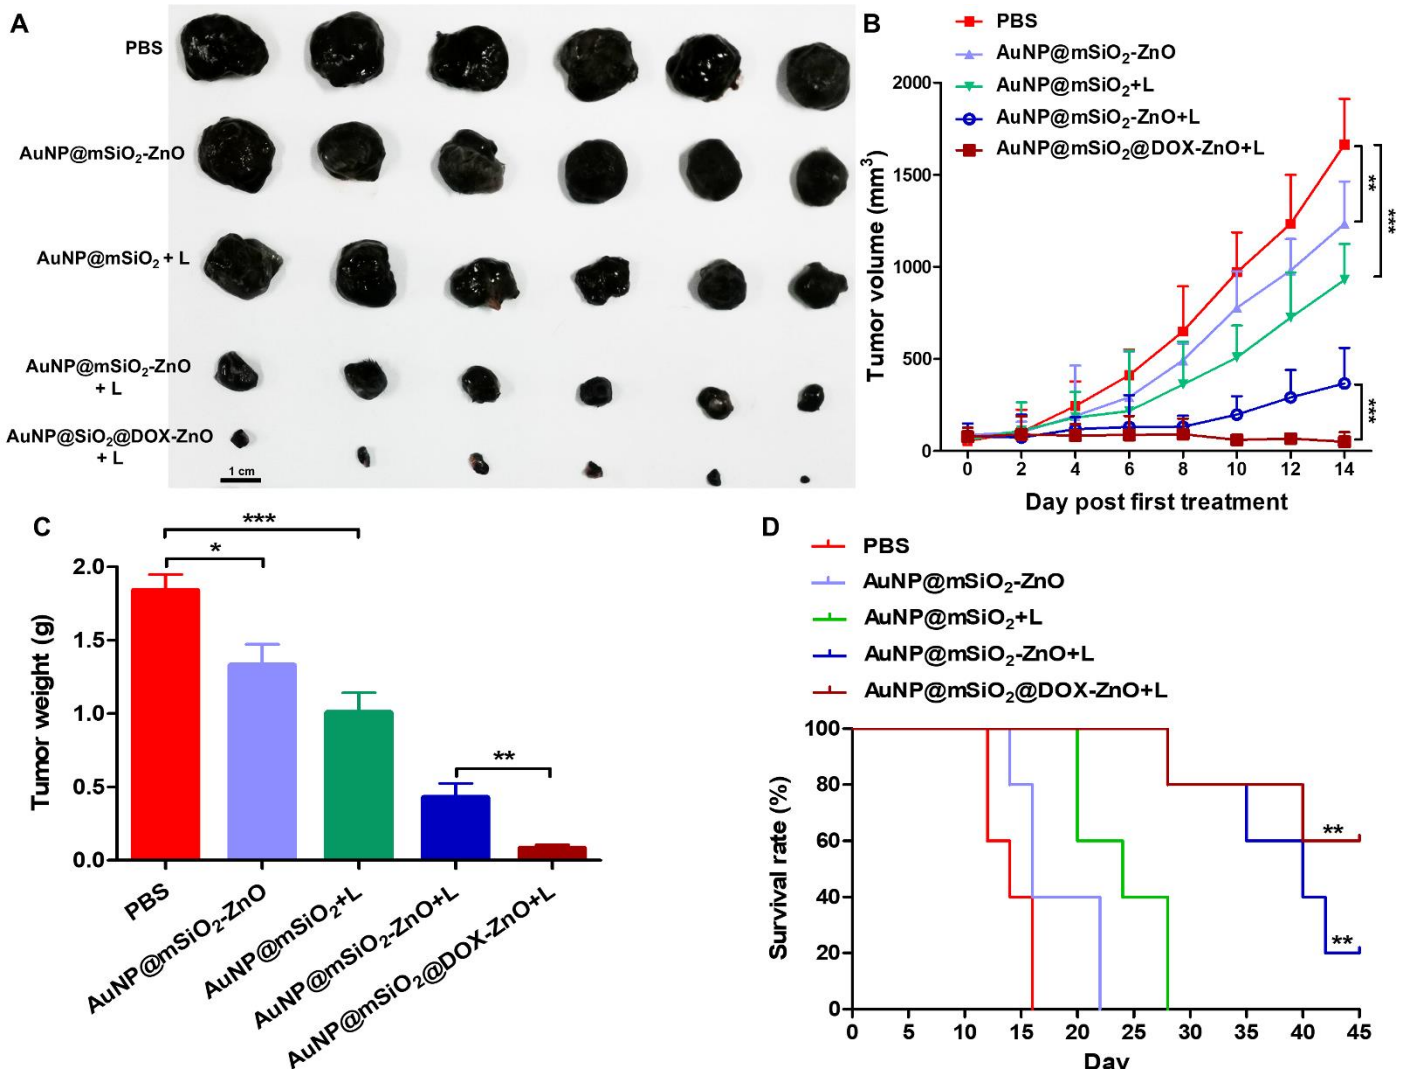 A
PBS
AuNP@mSiO₂-ZnO
AuNP@mSiO₂ + L
AuNP@mSiO₂-ZnO
+ L
AuNP@SiO₂@DOX-ZnO
+ L
1 cm
B
PBS
AuNP@mSiO₂-ZnO
AuNP@mSiO₂+L
AuNP@mSiO₂-ZnO+L
AuNP@mSiO₂@DOX-ZnO+L
Tumor volume (mm³)
2000
1500
1000
500
0
**
***
***
0 2 4 6 8 10 12 14
Day post first treatment
C
***
*
**
Tumor weight (g)
2.0
1.5
1.0
0.5
0.0
PBS
AuNP@mSiO₂-ZnO
AuNP@mSiO₂+L
AuNP@mSiO₂-ZnO+L
AuNP@mSiO₂@DOX-ZnO+L
D
PBS
AuNP@mSiO₂-ZnO
AuNP@mSiO₂+L
AuNP@mSiO₂-ZnO+L
AuNP@mSiO₂@DOX-ZnO+L
Survival rate (%)
100
80
60
40
20
0
**
**
0 5 10 15 20 25 30 35 40 45
Day